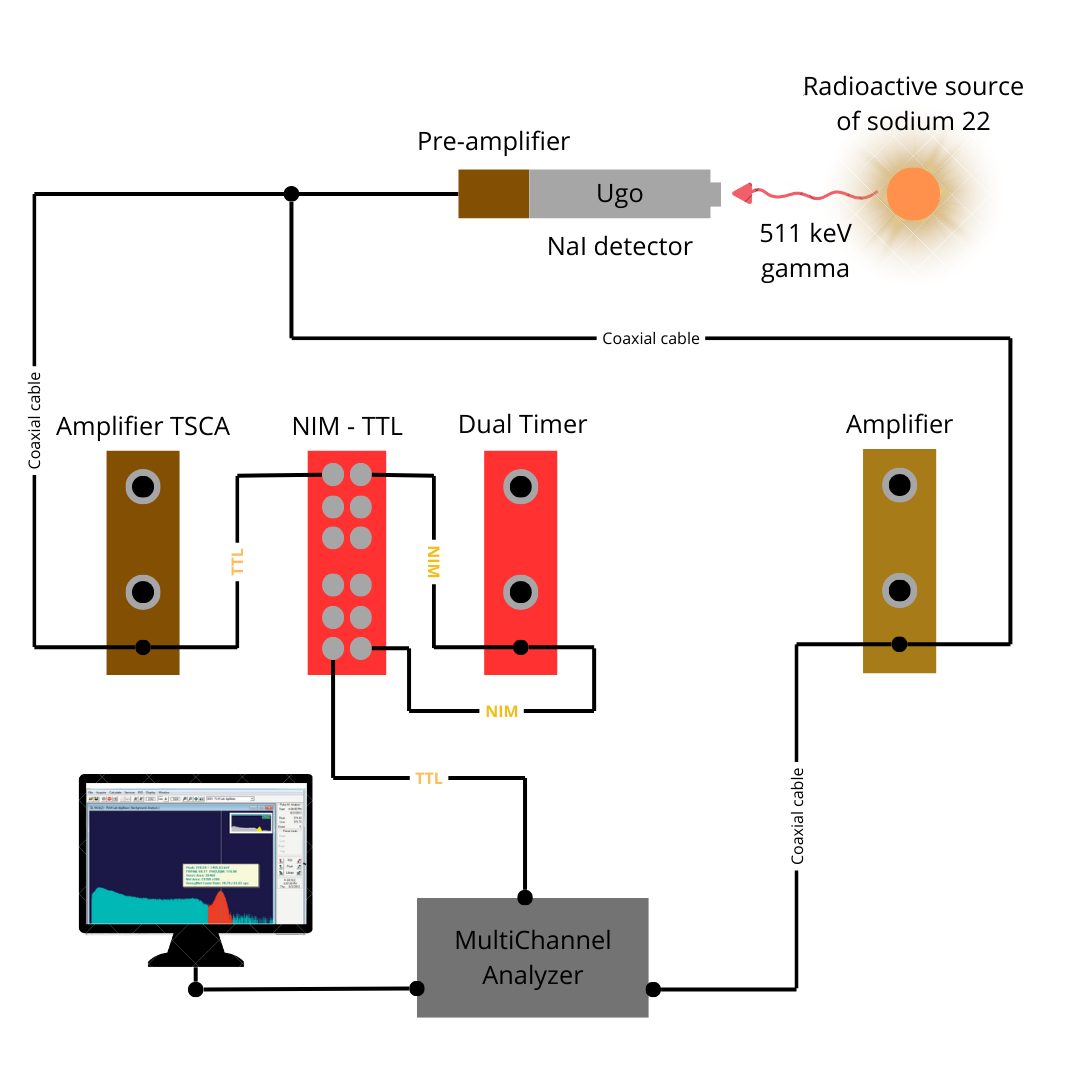 Radioactive source
of sodium 22
Pre-amplifier
Ugo
NaI detector
511 keV
gamma
Coaxial cable
Coaxial cable
Amplifier TSCA
NIM - TTL
Dual Timer
Amplifier
TTL
NIM
NIM
TTL
Coaxial cable
MultiChannel
Analyzer